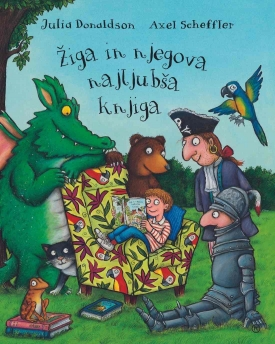 Julia Donaldson Axel Scheffler
Žiga in njegova
najljubša
knjiga